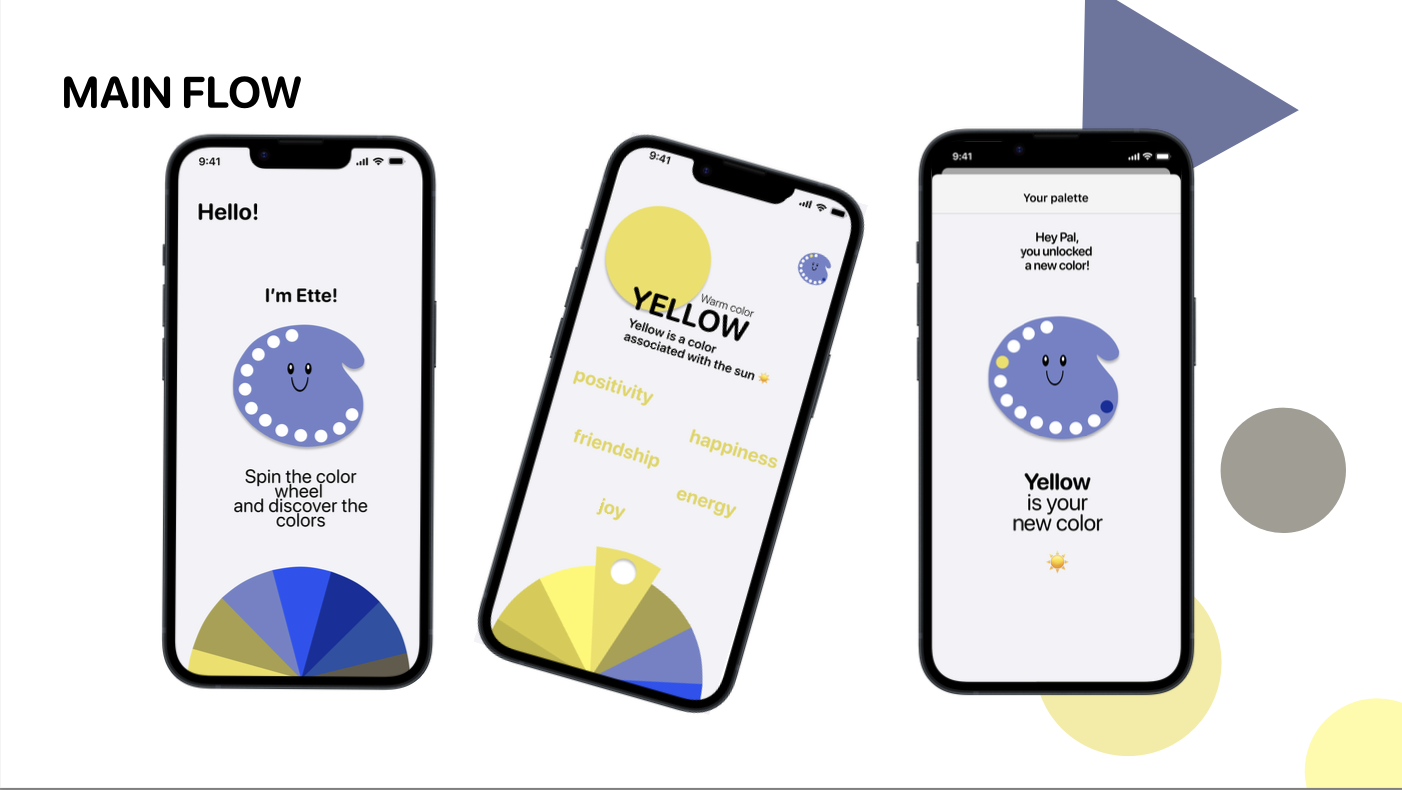 MAIN FLOW
9:41
Hello!
I'm Ette!
Spin the color
wheel
and discover the
colors
9:41
Warm color
YELLOW
Yellow is a color
associated with the sun ☀️
positivity
happiness
friendship
energy
joy
9:41
Your palette
Hey Pal,
you unlocked
a new color!
Yellow
is your
new color
☀️